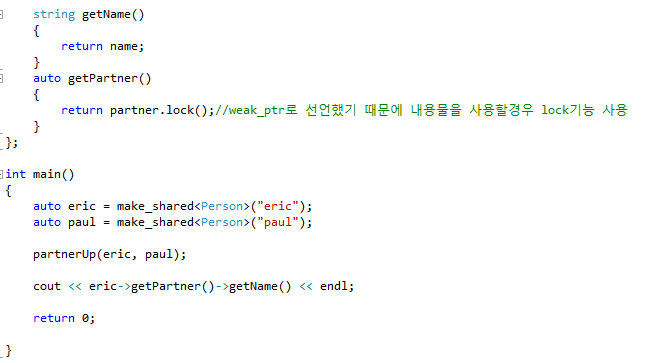 string getName()
{
return name;
}
auto getPartner()
{
return partner.lock();//weak_ptr로 선언했기 때문에 내용물을 사용할경우 lock기능 사용
}
};
int main()
{
auto eric = make_shared<Person>("eric");
auto paul = make_shared<Person>("paul");
partnerUp(eric, paul);
cout << eric->getPartner()->getName() << endl;
return 0;
}